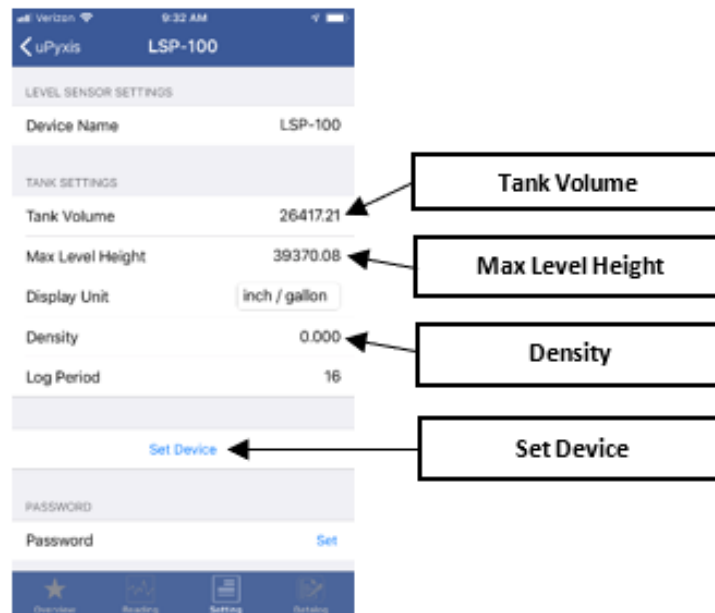 Verizon 9:32 AM
uPyxis LSP-100
LEVEL SENSOR SETTINGS
Device Name LSP-100
TANK SETTINGS
Tank Volume 26417.21
Max Level Height 39370.08
Display Unit inch / gallon
Density 0.000
Log Period 16
Set Device
PASSWORD
Password Set
Overview Reading Setting Datalog
Tank Volume
Max Level Height
Density
Set Device